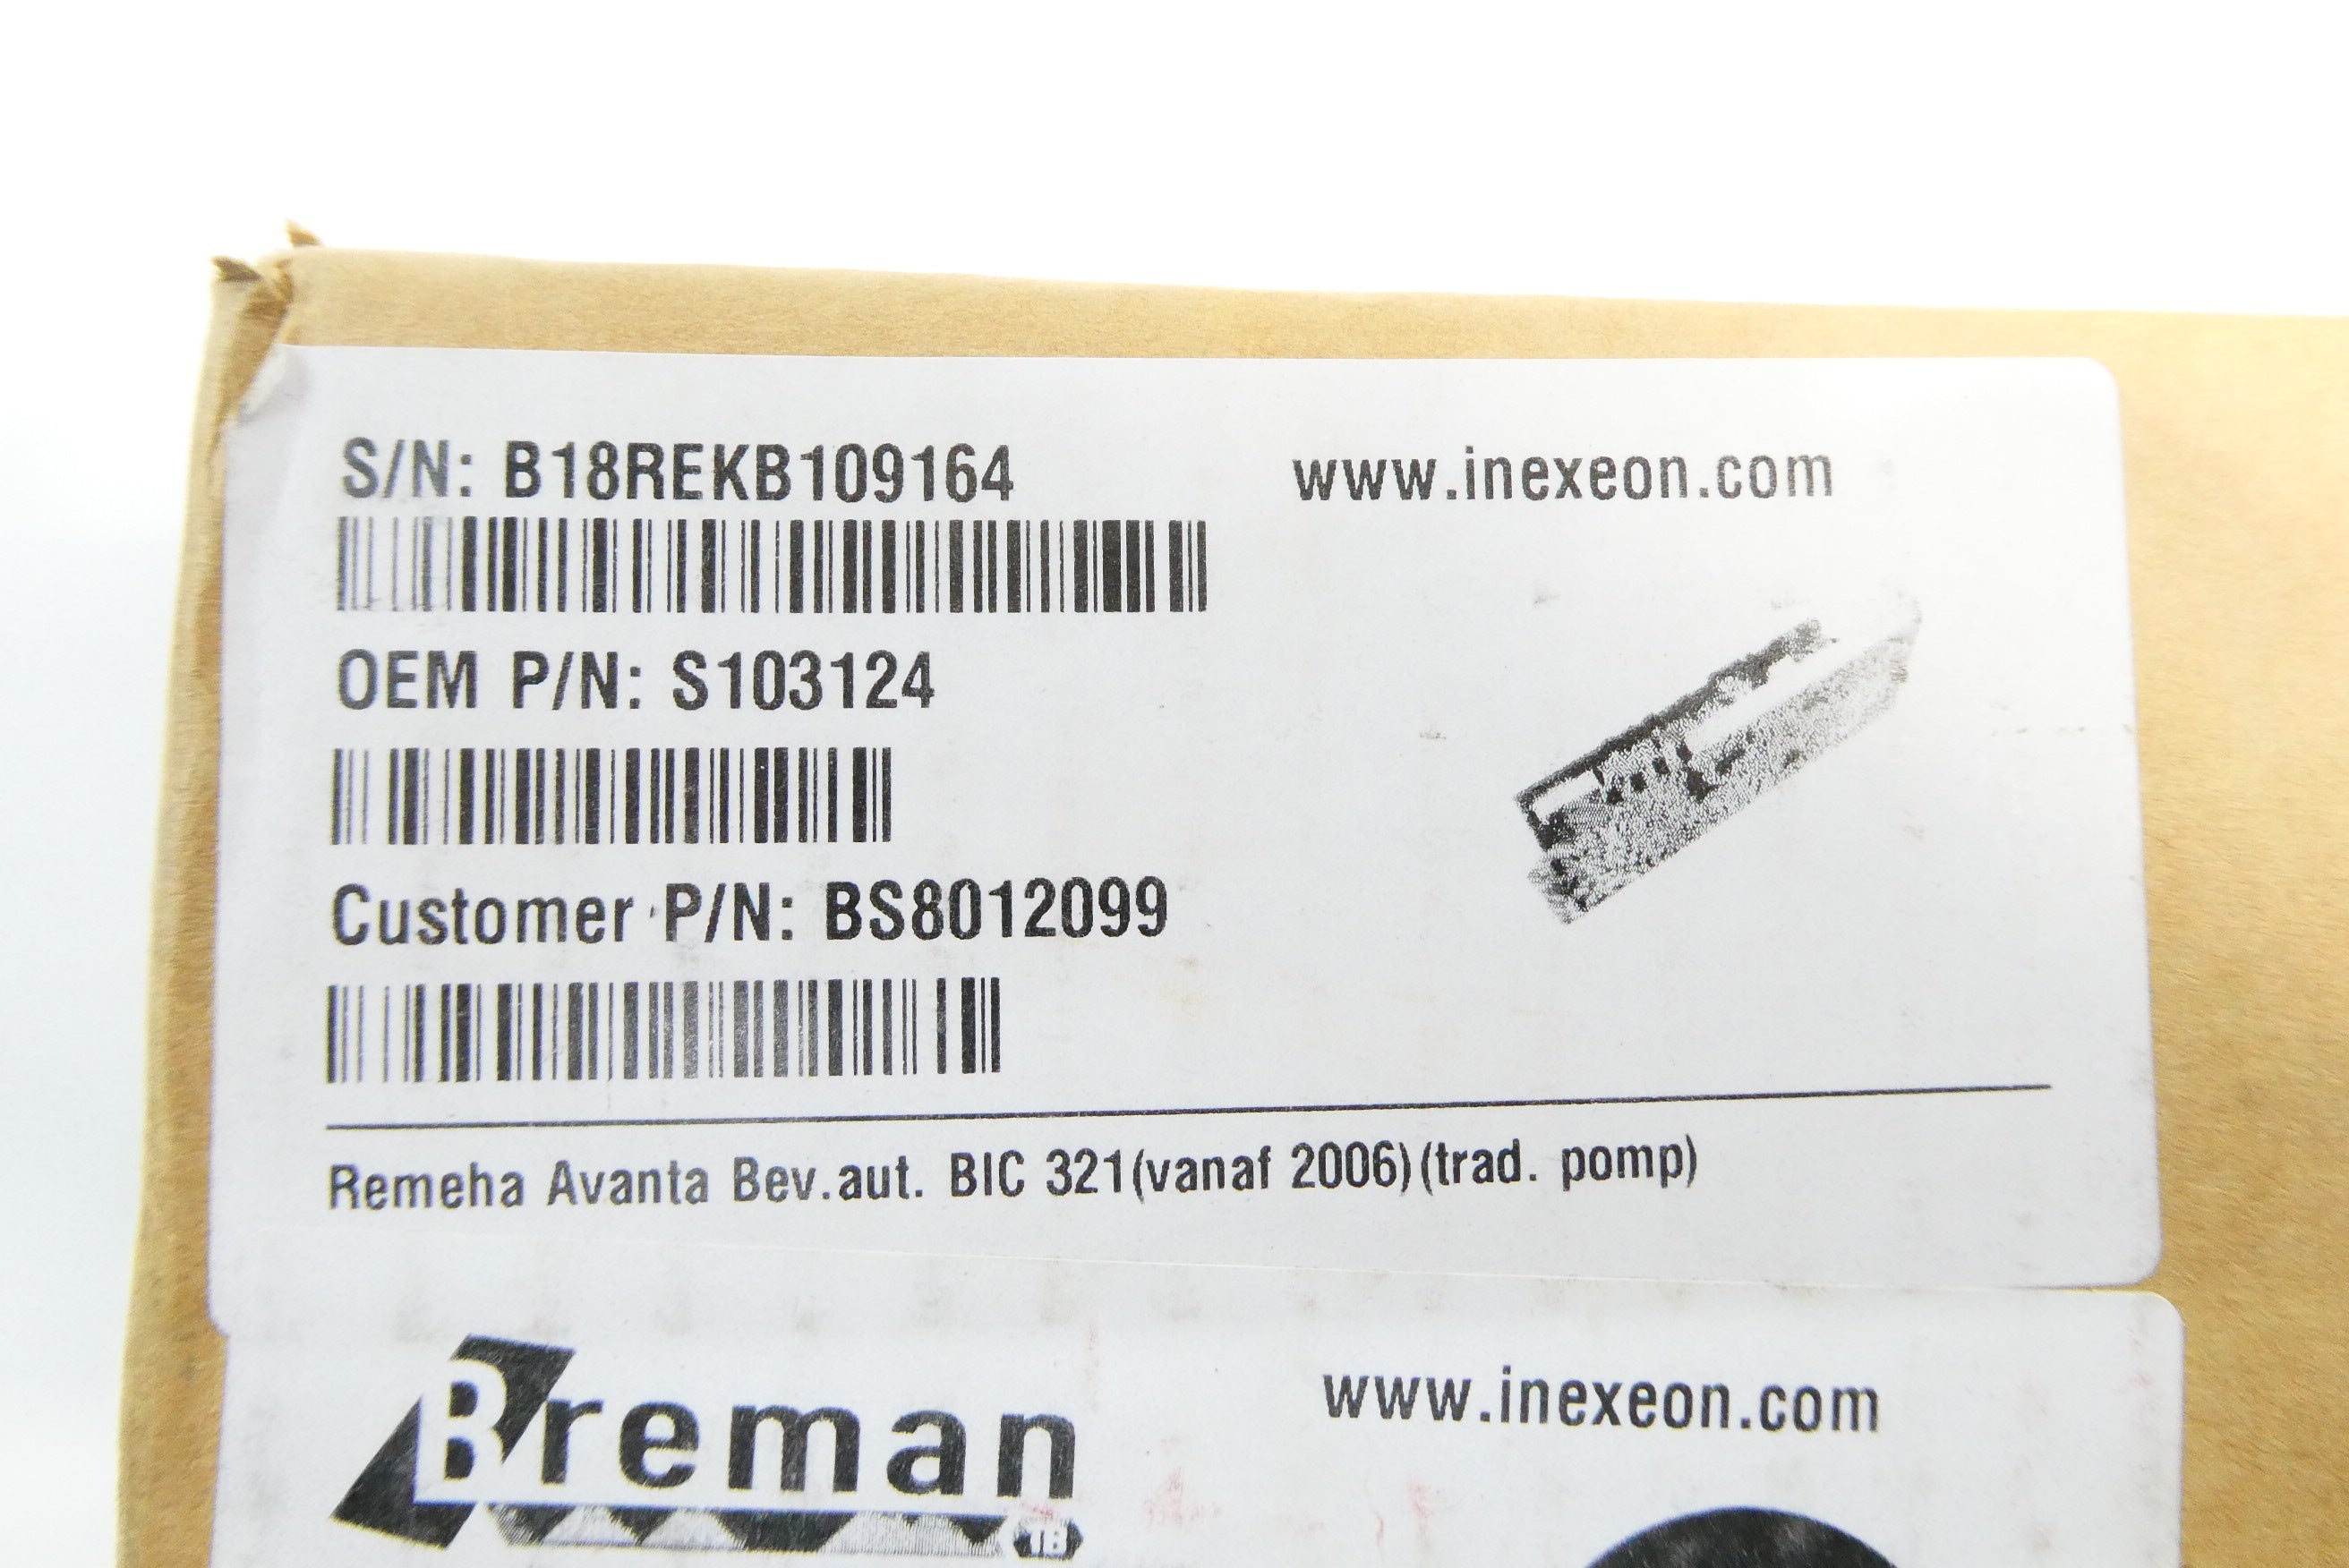 S/N: B18REKB109164
www.inexeon.com
OEM P/N: S103124
Customer P/N: BS8012099
Remeha Avanta Bev.aut. BIC 321(vanaf 2006)(trad. pomp)
Breman
www.inexeon.com